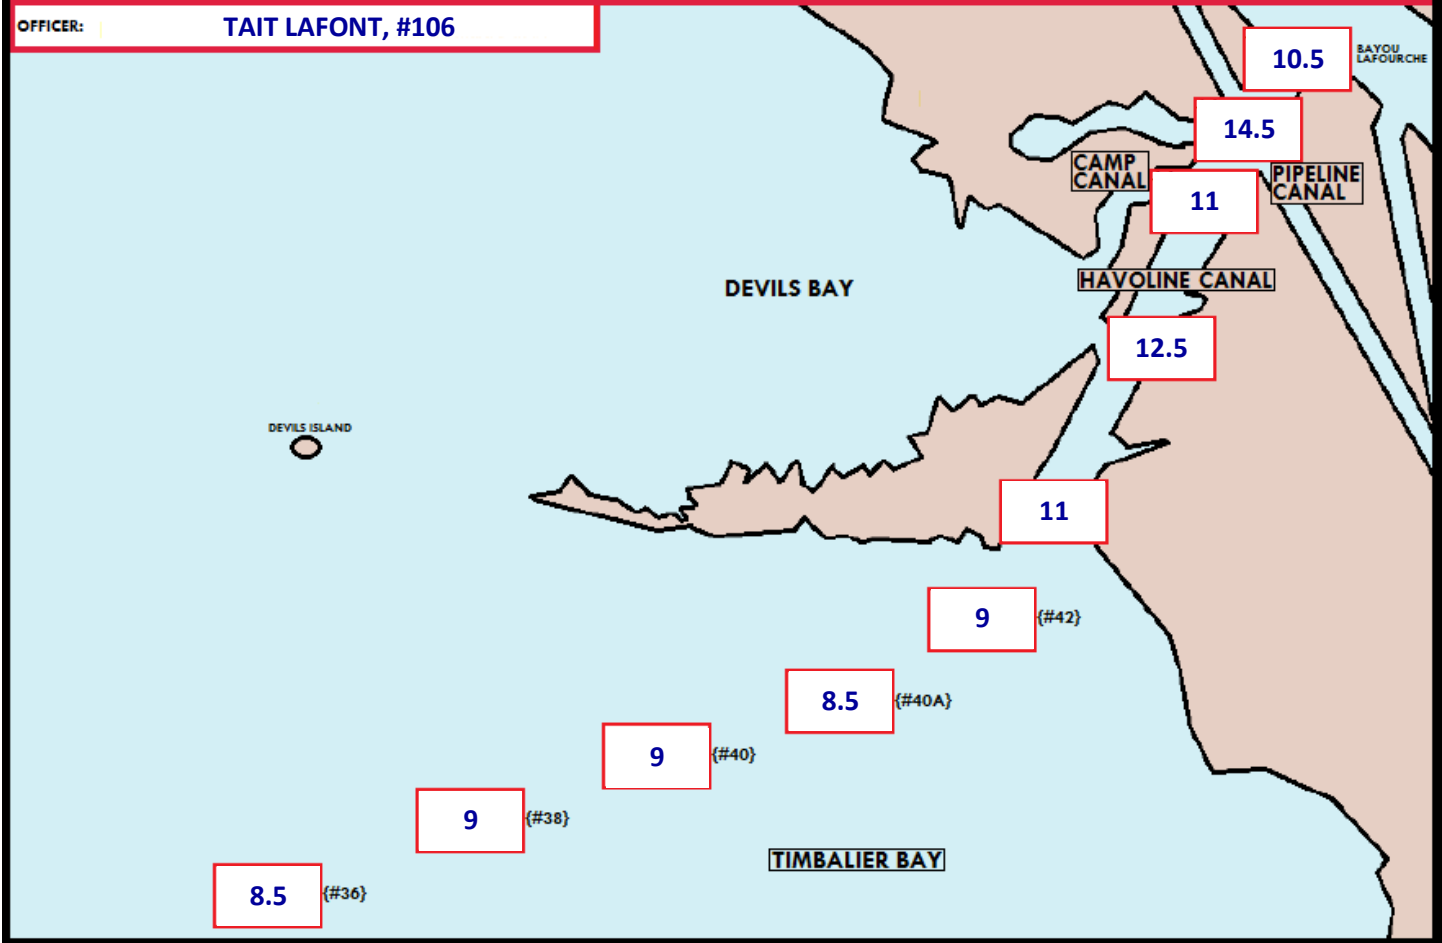 OFFICER: TAIT LAFONT, #106
10.5
BAYOU
LAFOURCHE
14.5
CAMP
CANAL
PIPELINE
CANAL
11
HAVOLINE CANAL
DEVILS BAY
12.5
DEVILS ISLAND
11
9 {#42}
8.5 {#40A}
9 {#40}
9 {#38}
TIMBALIER BAY
8.5 {#36}